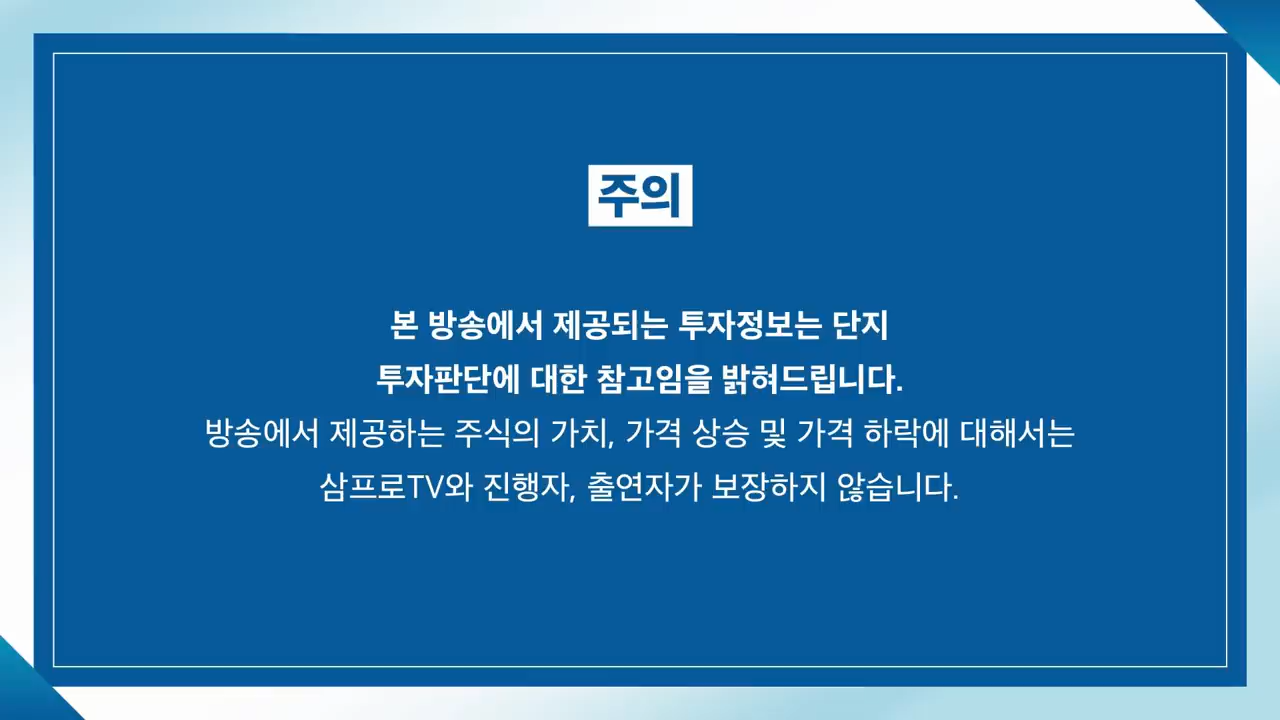 주의
본 방송에서 제공되는 투자정보는 단지
투자판단에 대한 참고임을 밝혀드립니다.
방송에서 제공하는 주식의 가치, 가격 상승 및 가격 하락에 대해서는
삼프로TV와 진행자, 출연자가 보장하지 않습니다.